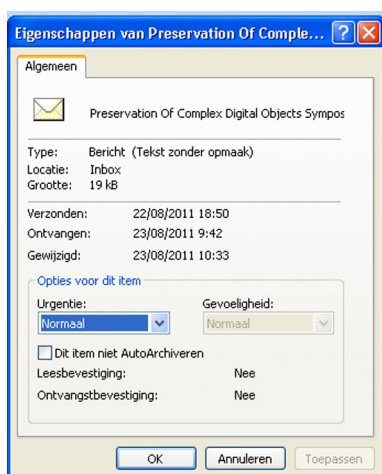 Eigenschappen van Preservation Of Comple...
Algemeen
Preservation Of Complex Digital Objects Sympos
Type: Bericht (Tekst zonder opmaak)
Locatie: Inbox
Grootte: 19 kB
Verzonden: 22/08/2011 18:50
Ontvangen: 23/08/2011 9:42
Gewijzigd: 23/08/2011 10:33
Opties voor dit item
Urgentie: Gevoeligheid:
Normaal Normaal
Dit item niet AutoArchiveren
Leesbevestiging: Nee
Ontvangstbevestiging: Nee
OK Annuleren Toepassen